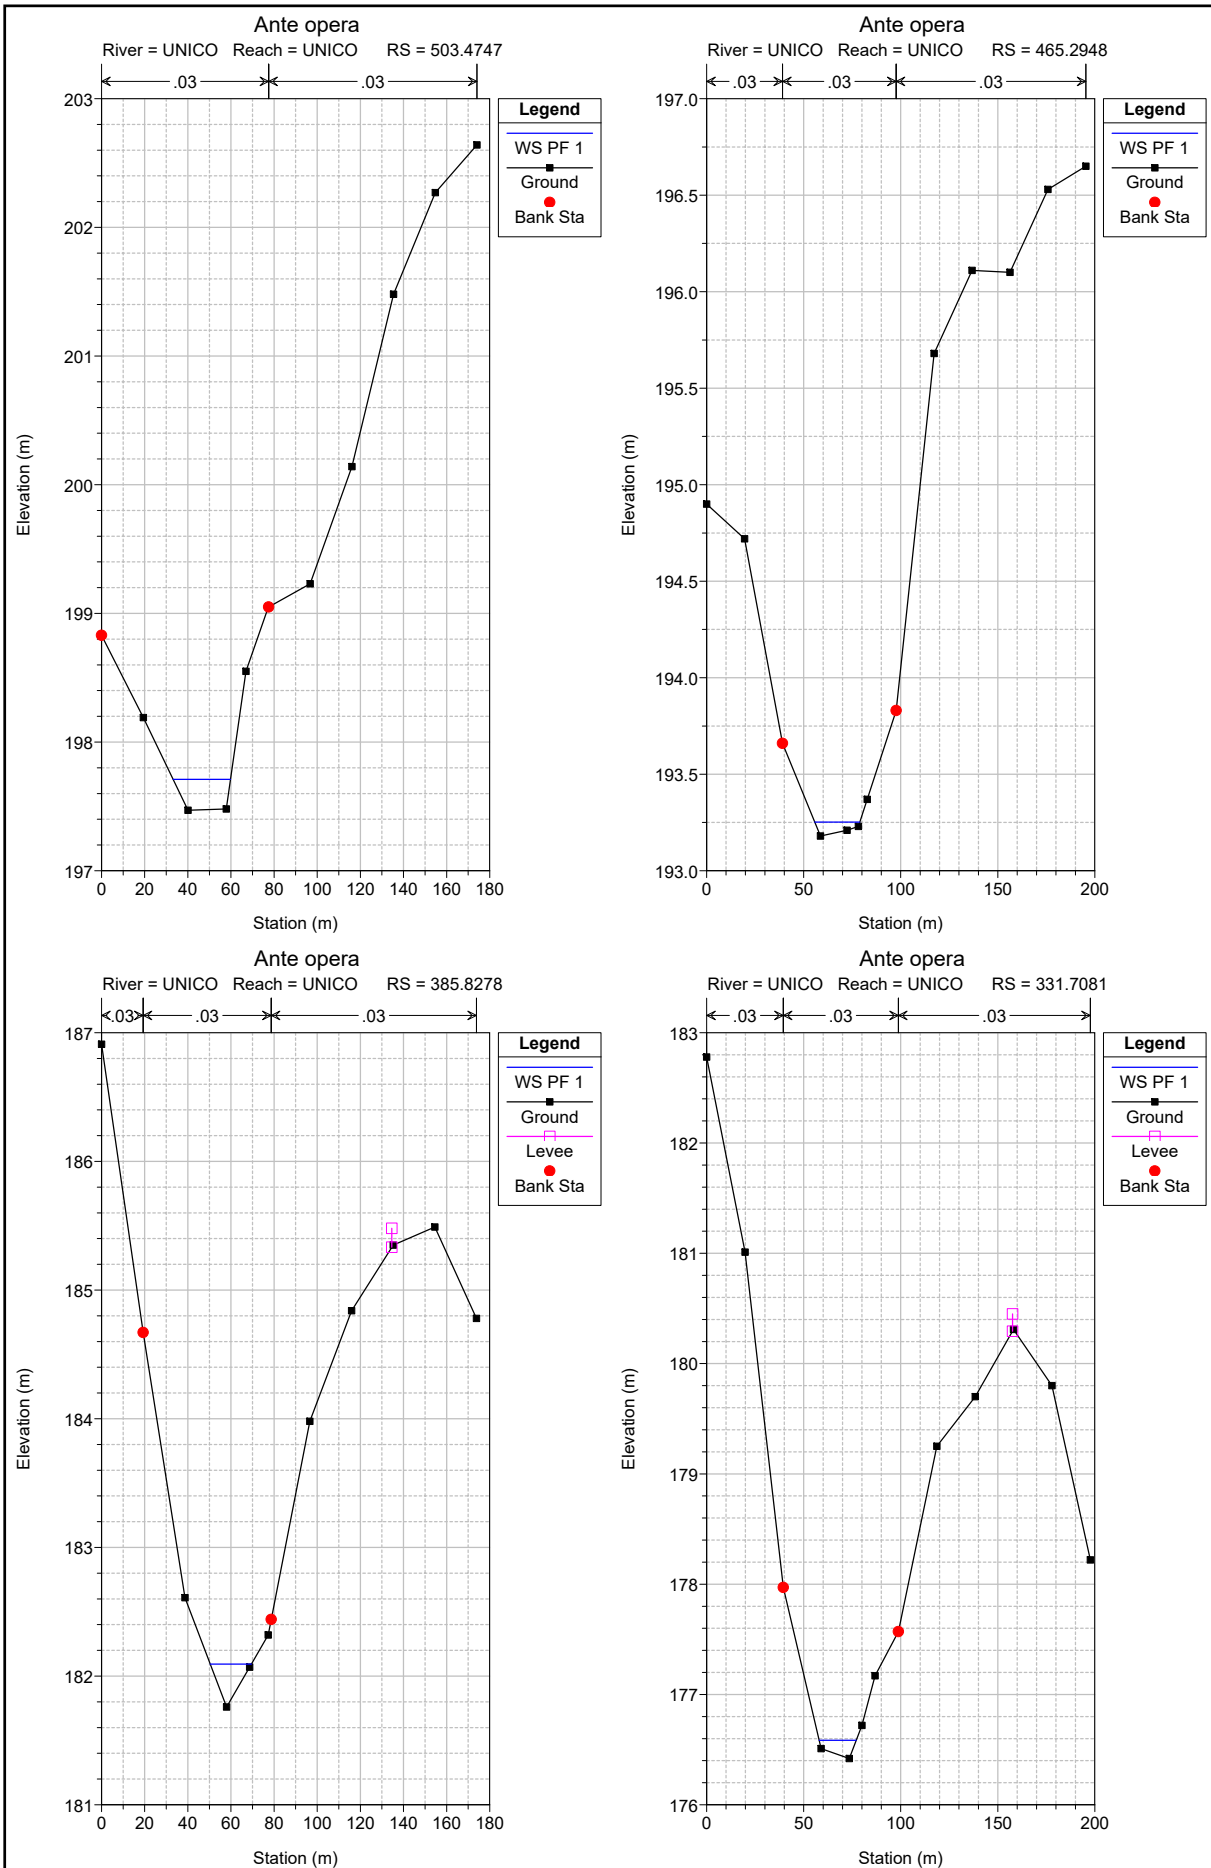 Ante opera
River = UNICO Reach = UNICO RS = 503.4747
.03 .03
203
202
201
200
199
198
197
0 20 40 60 80 100 120 140 160 180
Elevation (m)
Station (m)
Legend
WS PF 1
Ground
Bank Sta
Ante opera
River = UNICO Reach = UNICO RS = 465.2948
.03 .03 .03
197.0
196.5
196.0
195.5
195.0
194.5
194.0
193.5
193.0
0 50 100 150 200
Elevation (m)
Station (m)
Legend
WS PF 1
Ground
Bank Sta
Ante opera
River = UNICO Reach = UNICO RS = 385.8278
.03 .03 .03
187
186
185
184
183
182
181
0 20 40 60 80 100 120 140 160 180
Elevation (m)
Station (m)
Legend
WS PF 1
Ground
Levee
Bank Sta
Ante opera
River = UNICO Reach = UNICO RS = 331.7081
.03 .03 .03
183
182
181
180
179
178
177
176
0 50 100 150 200
Elevation (m)
Station (m)
Legend
WS PF 1
Ground
Levee
Bank Sta